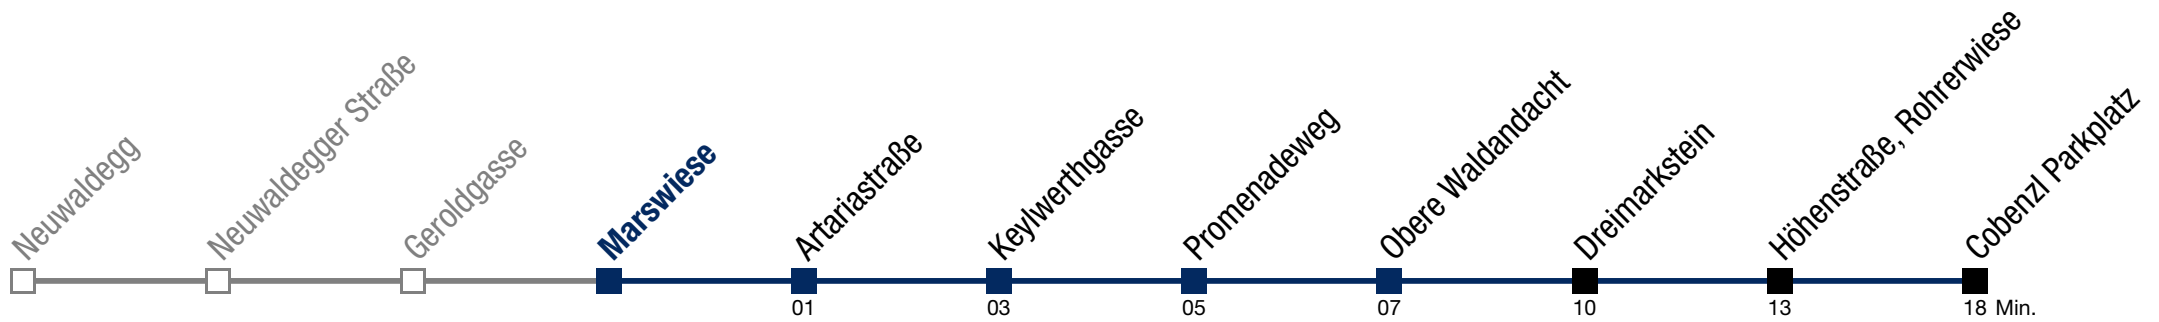 Neuwaldegg
Neuwaldegger Straße
Geroldgasse
Marswiese
Artariastraße
Keylwerthgasse
Promenadeweg
Obere Waldandacht
Dreimarkstein
Höhenstraße, Rohrerwiese
Cobenzl Parkplatz
01 03 05 07 10 13 18 Min.